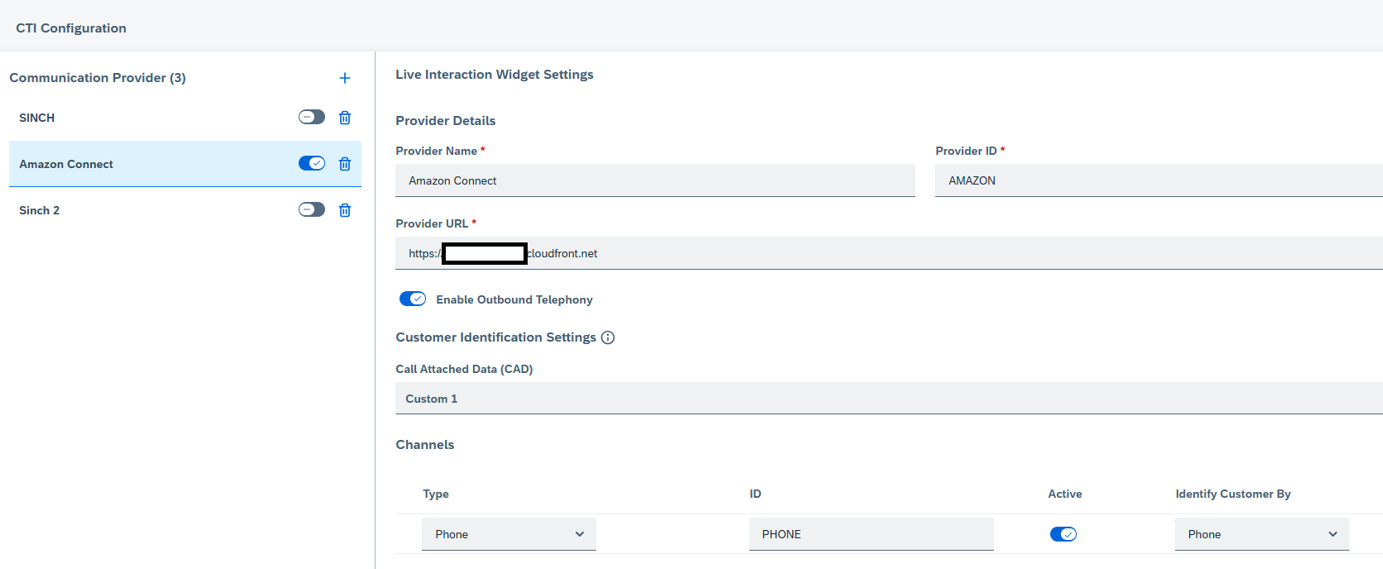 CTI Configuration
Communication Provider (3)
SINCH
Amazon Connect
Sinch 2
Live Interaction Widget Settings
Provider Details
Provider Name *
Provider ID *
Amazon Connect
AMAZON
Provider URL *
https:/ cloudfront.net
Enable Outbound Telephony
Customer Identification Settings
Call Attached Data (CAD)
Custom 1
Channels
Type ID Active Identify Customer By
Phone PHONE Phone